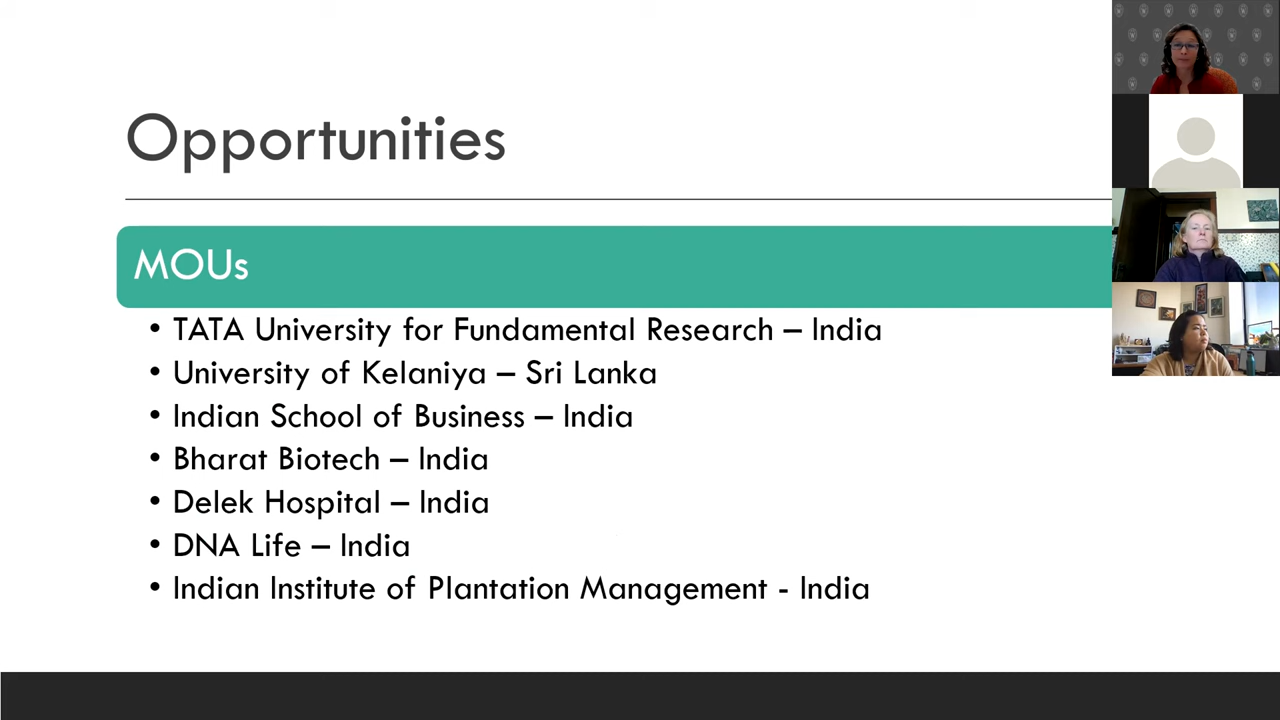 Opportunities
MOUs
• TATA University for Fundamental Research – India
• University of Kelaniya – Sri Lanka
• Indian School of Business – India
• Bharat Biotech – India
• Delek Hospital – India
• DNA Life – India
• Indian Institute of Plantation Management - India